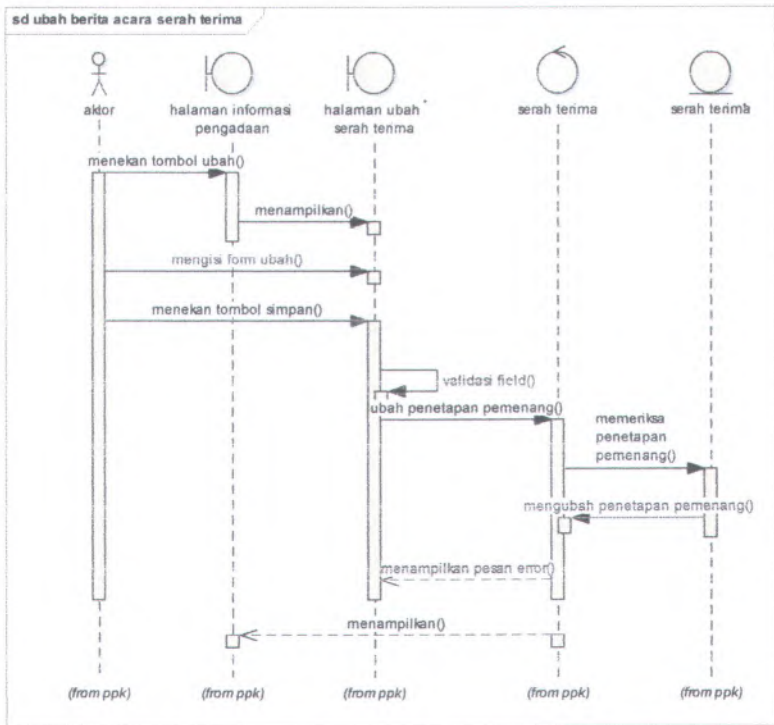 sd ubah berita acara serah terima
aktor
halaman informasi
pengadaan
halaman ubah
serah terima
serah terima
serah terima
menekan tombol ubah()
menampilkan()
mengisi form ubah()
menekan tombol simpan()
validasi field()
ubah penetapan pemenang()
memeriksa
penetapan
pemenang()
mengubah penetapan pemenang()
menampilkan pesan error()
menampilkan()
(from ppk)
(from ppk)
(from ppk)
(from ppk)
(from ppk)